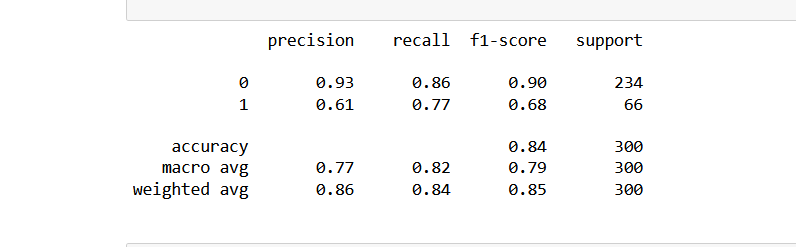 precision recall f1-score support
0 0.93 0.86 0.90 234
1 0.61 0.77 0.68 66
accuracy 0.84 300
macro avg 0.77 0.82 0.79 300
weighted avg 0.86 0.84 0.85 300